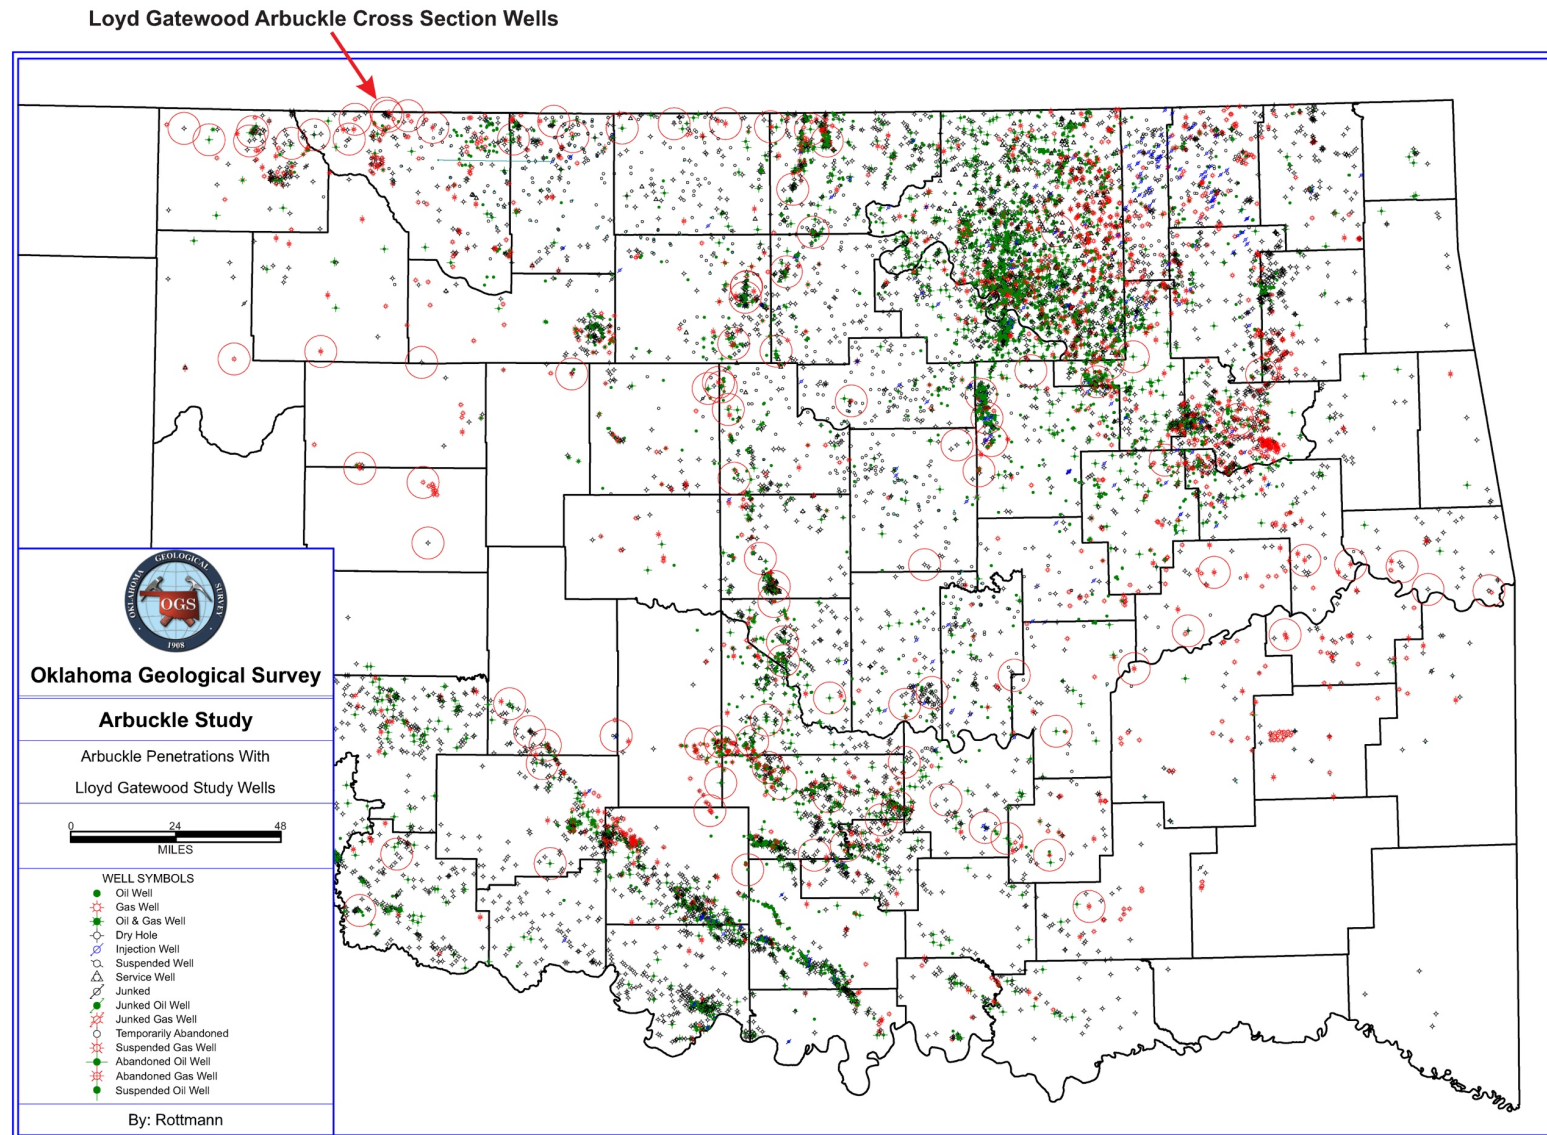 Loyd Gatewood Arbuckle Cross Section Wells
OKLAHOMA GEOLOGICAL SURVEY
OGS
1908
Oklahoma Geological Survey
Arbuckle Study
Arbuckle Penetrations With
Lloyd Gatewood Study Wells
0 24 48
MILES
WELL SYMBOLS
Oil Well
Gas Well
Oil & Gas Well
Dry Hole
Injection Well
Suspended Well
Service Well
Junked
Junked Oil Well
Junked Gas Well
Temporarily Abandoned
Suspended Gas Well
Abandoned Oil Well
Abandoned Gas Well
Suspended Oil Well
By: Rottmann